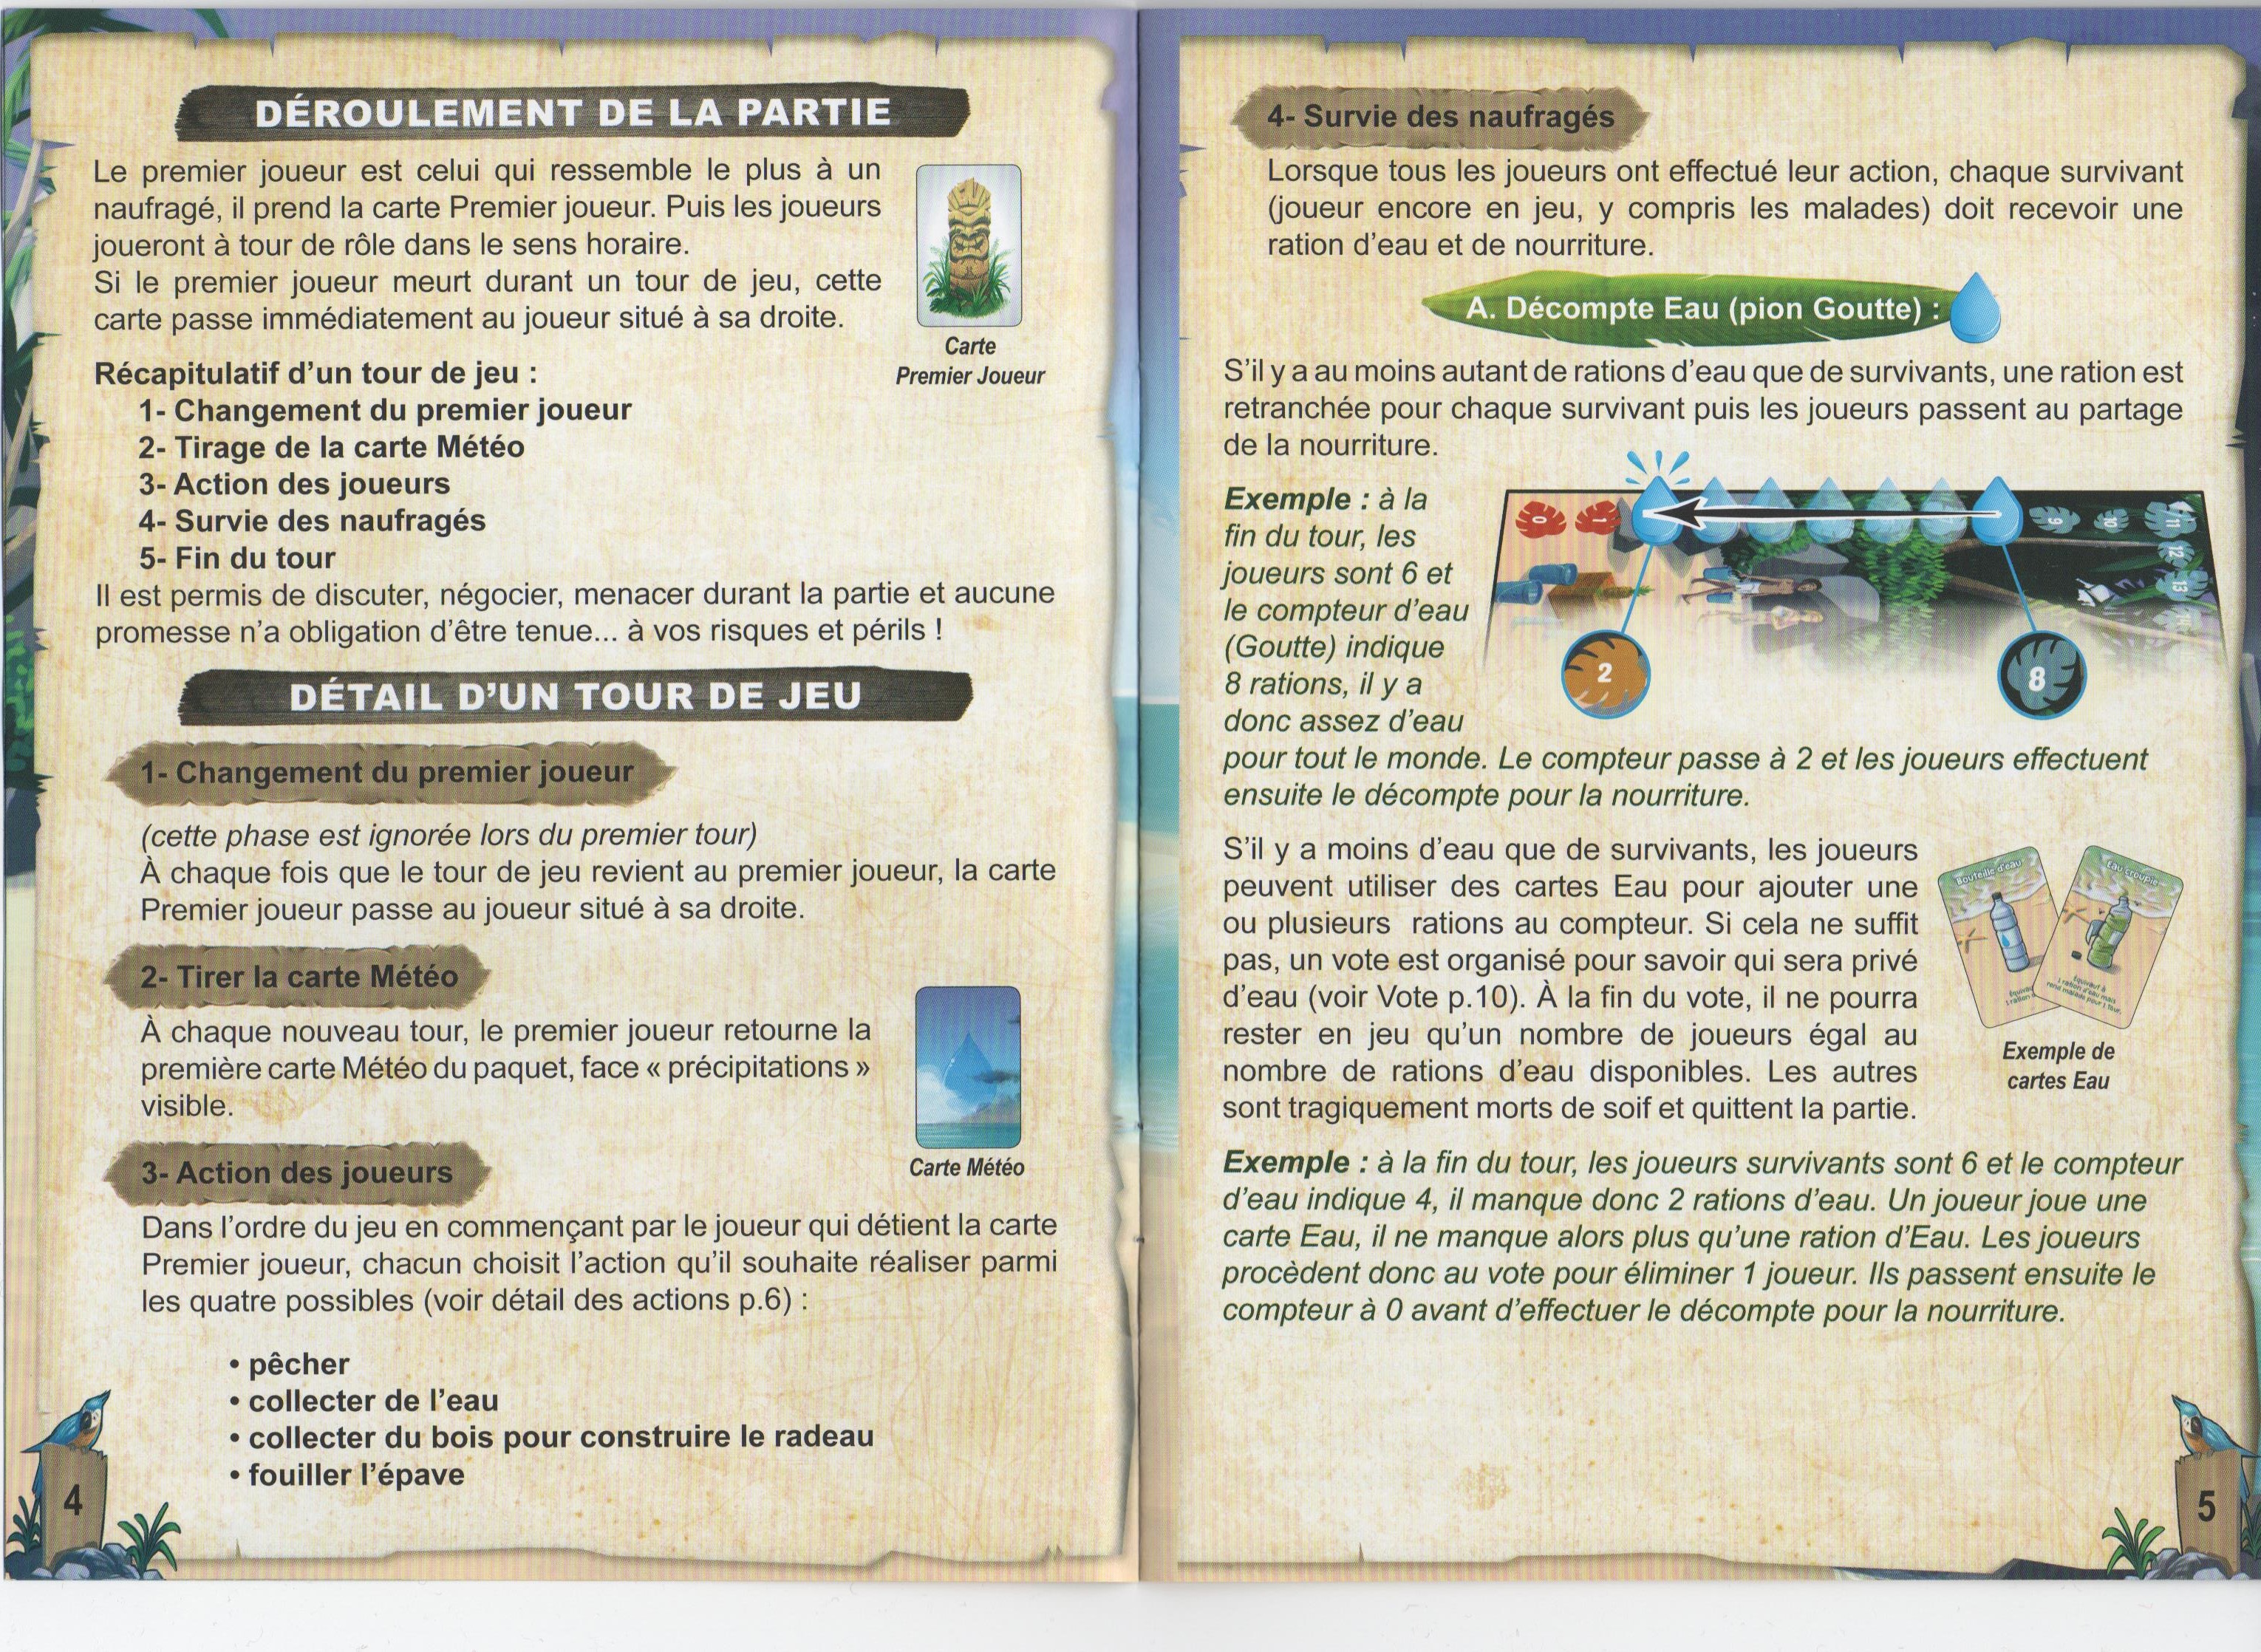 DÉROULEMENT DE LA PARTIE
Le premier joueur est celui qui ressemble le plus à un
naufragé, il prend la carte Premier joueur. Puis les joueurs
joueront à tour de rôle dans le sens horaire.
Si le premier joueur meurt durant un tour de jeu, cette
carte passe immédiatement au joueur situé à sa droite.
Carte
Premier Joueur
Récapitulatif d'un tour de jeu :
1- Changement du premier joueur
2- Tirage de la carte Météo
3- Action des joueurs
4- Survie des naufragés
5- Fin du tour
Il est permis de discuter, négocier, menacer durant la partie et aucune
promesse n'a obligation d'être tenue... à vos risques et périls !
DÉTAIL D'UN TOUR DE JEU
1- Changement du premier joueur
(cette phase est ignorée lors du premier tour)
À chaque fois que le tour de jeu revient au premier joueur, la carte
Premier joueur passe au joueur situé à sa droite.
2- Tirer la carte Météo
À chaque nouveau tour, le premier joueur retourne la
première carte Météo du paquet, face « précipitations »
visible.
Carte Météo
3- Action des joueurs
Dans l'ordre du jeu en commençant par le joueur qui détient la carte
Premier joueur, chacun choisit l'action qu'il souhaite réaliser parmi
les quatre possibles (voir détail des actions p.6) :
• pêcher
• collecter de l'eau
• collecter du bois pour construire le radeau
• fouiller l'épave
4
4- Survie des naufragés
Lorsque tous les joueurs ont effectué leur action, chaque survivant
(joueur encore en jeu, y compris les malades) doit recevoir une
ration d'eau et de nourriture.
A. Décompte Eau (pion Goutte) :
S'il y a au moins autant de rations d'eau que de survivants, une ration est
retranchée pour chaque survivant puis les joueurs passent au partage
de la nourriture.
Exemple : à la
fin du tour, les
joueurs sont 6 et
le compteur d'eau
(Goutte) indique
8 rations, il y a
donc assez d'eau
pour tout le monde. Le compteur passe à 2 et les joueurs effectuent
ensuite le décompte pour la nourriture.
0 1 9 10 11
12
13
2 8
S'il y a moins d'eau que de survivants, les joueurs
peuvent utiliser des cartes Eau pour ajouter une
ou plusieurs rations au compteur. Si cela ne suffit
pas, un vote est organisé pour savoir qui sera privé
d'eau (voir Vote p.10). À la fin du vote, il ne pourra
rester en jeu qu'un nombre de joueurs égal au
nombre de rations d'eau disponibles. Les autres
sont tragiquement morts de soif et quittent la partie.
Bouteille d'eau
Eau croupie
Équivaut à
1 ration d'eau mais
rend malade pour 1 tour.
Exemple de
cartes Eau
Exemple : à la fin du tour, les joueurs survivants sont 6 et le compteur
d'eau indique 4, il manque donc 2 rations d'eau. Un joueur joue une
carte Eau, il ne manque alors plus qu'une ration d'Eau. Les joueurs
procèdent donc au vote pour éliminer 1 joueur. Ils passent ensuite le
compteur à 0 avant d'effectuer le décompte pour la nourriture.
5